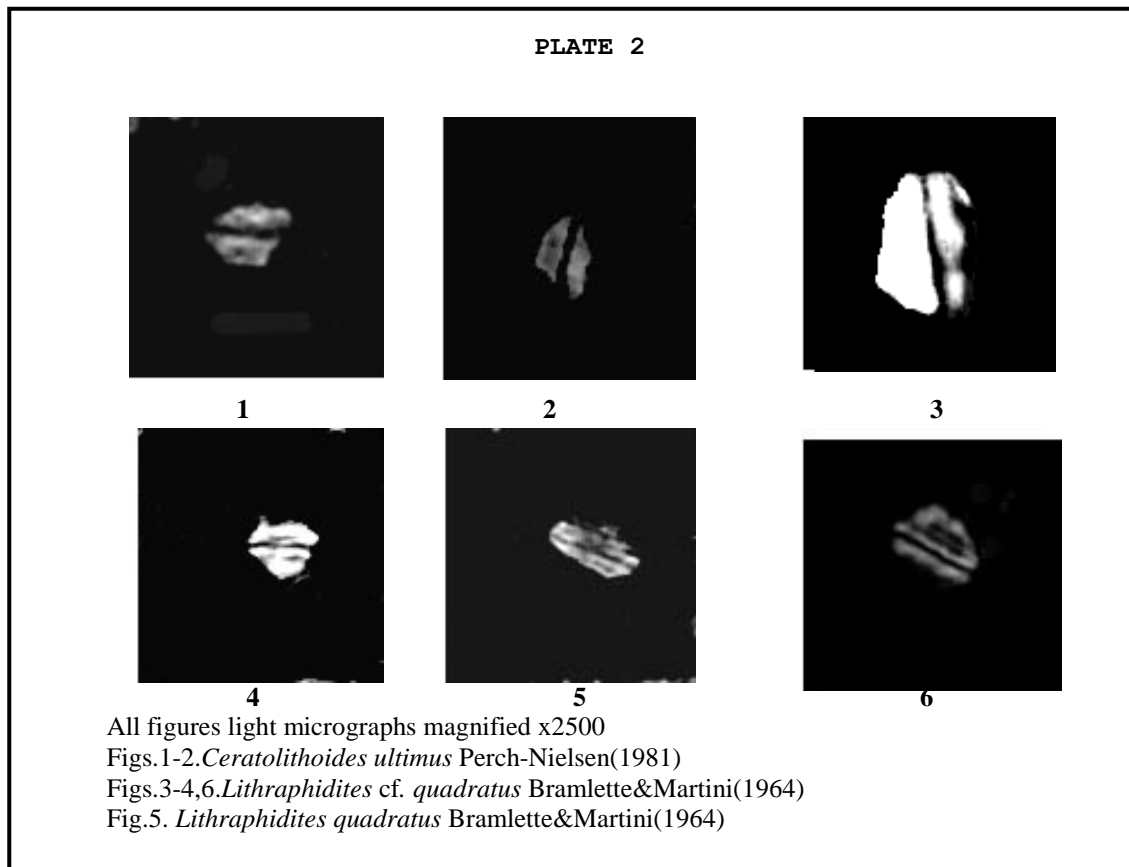 PLATE 2
1 2 3
4 5 6
All figures light micrographs magnified x2500
Figs.1-2.Ceratolithoides ultimus Perch-Nielsen(1981)
Figs.3-4,6.Lithraphidites cf. quadratus Bramlette&Martini(1964)
Fig.5. Lithraphidites quadratus Bramlette&Martini(1964)